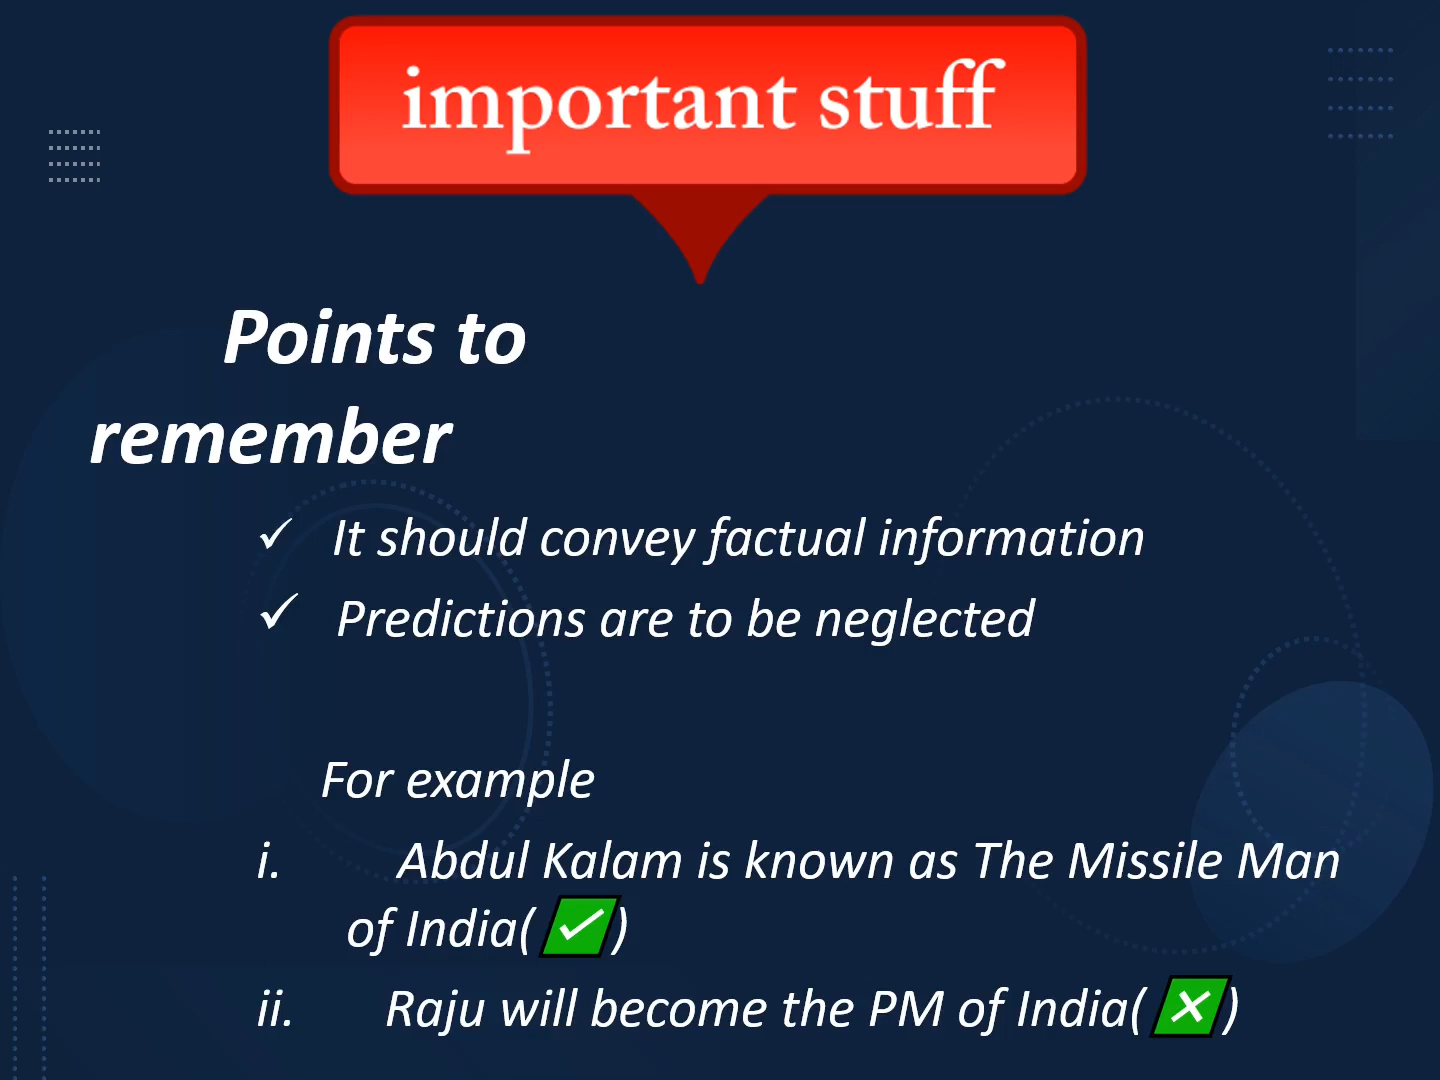 important stuff
Points to
remember
✓ It should convey factual information
✓ Predictions are to be neglected
For example
i. Abdul Kalam is known as The Missile Man
of India( ✓ )
ii. Raju will become the PM of India( ✕ )